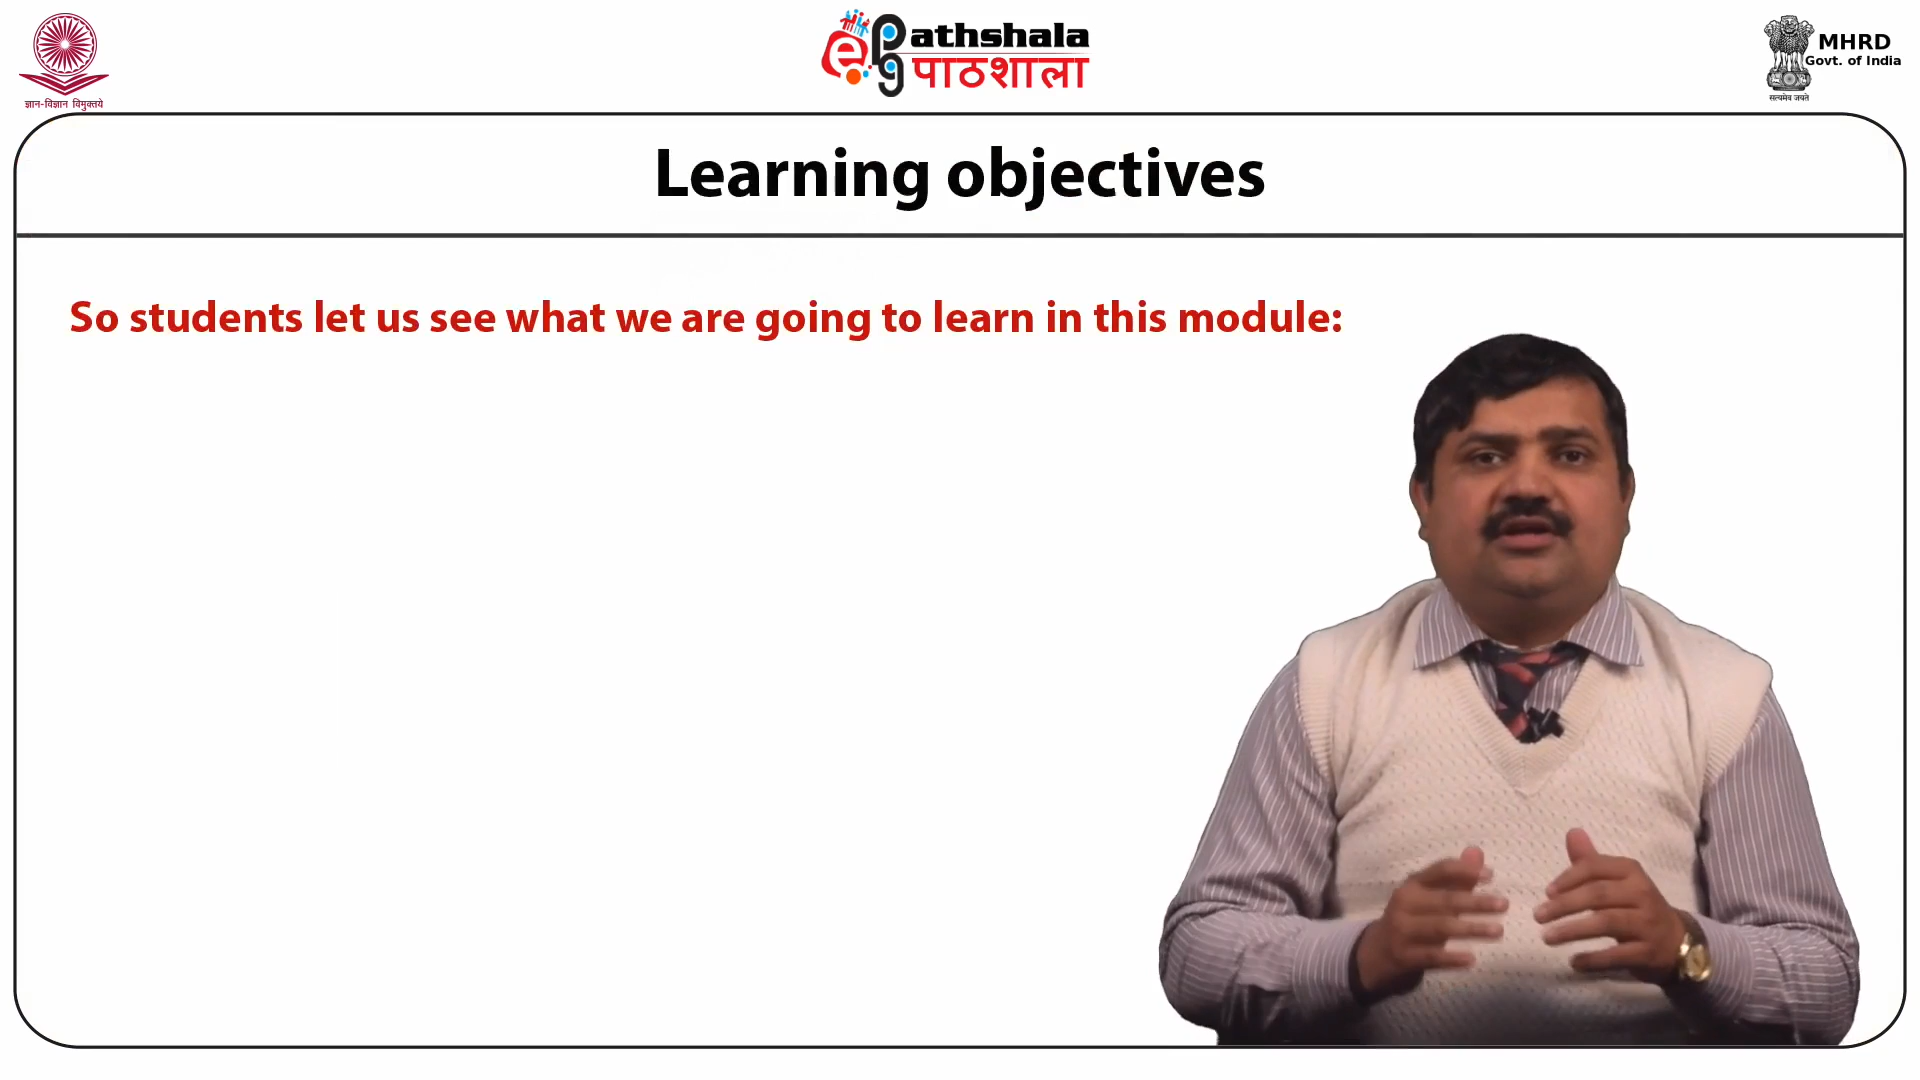 ज्ञान-विज्ञान विमुक्तये
ePathshala
पाठशाला
MHRD
Govt. of India
सत्यमेव जयते
Learning objectives
So students let us see what we are going to learn in this module: